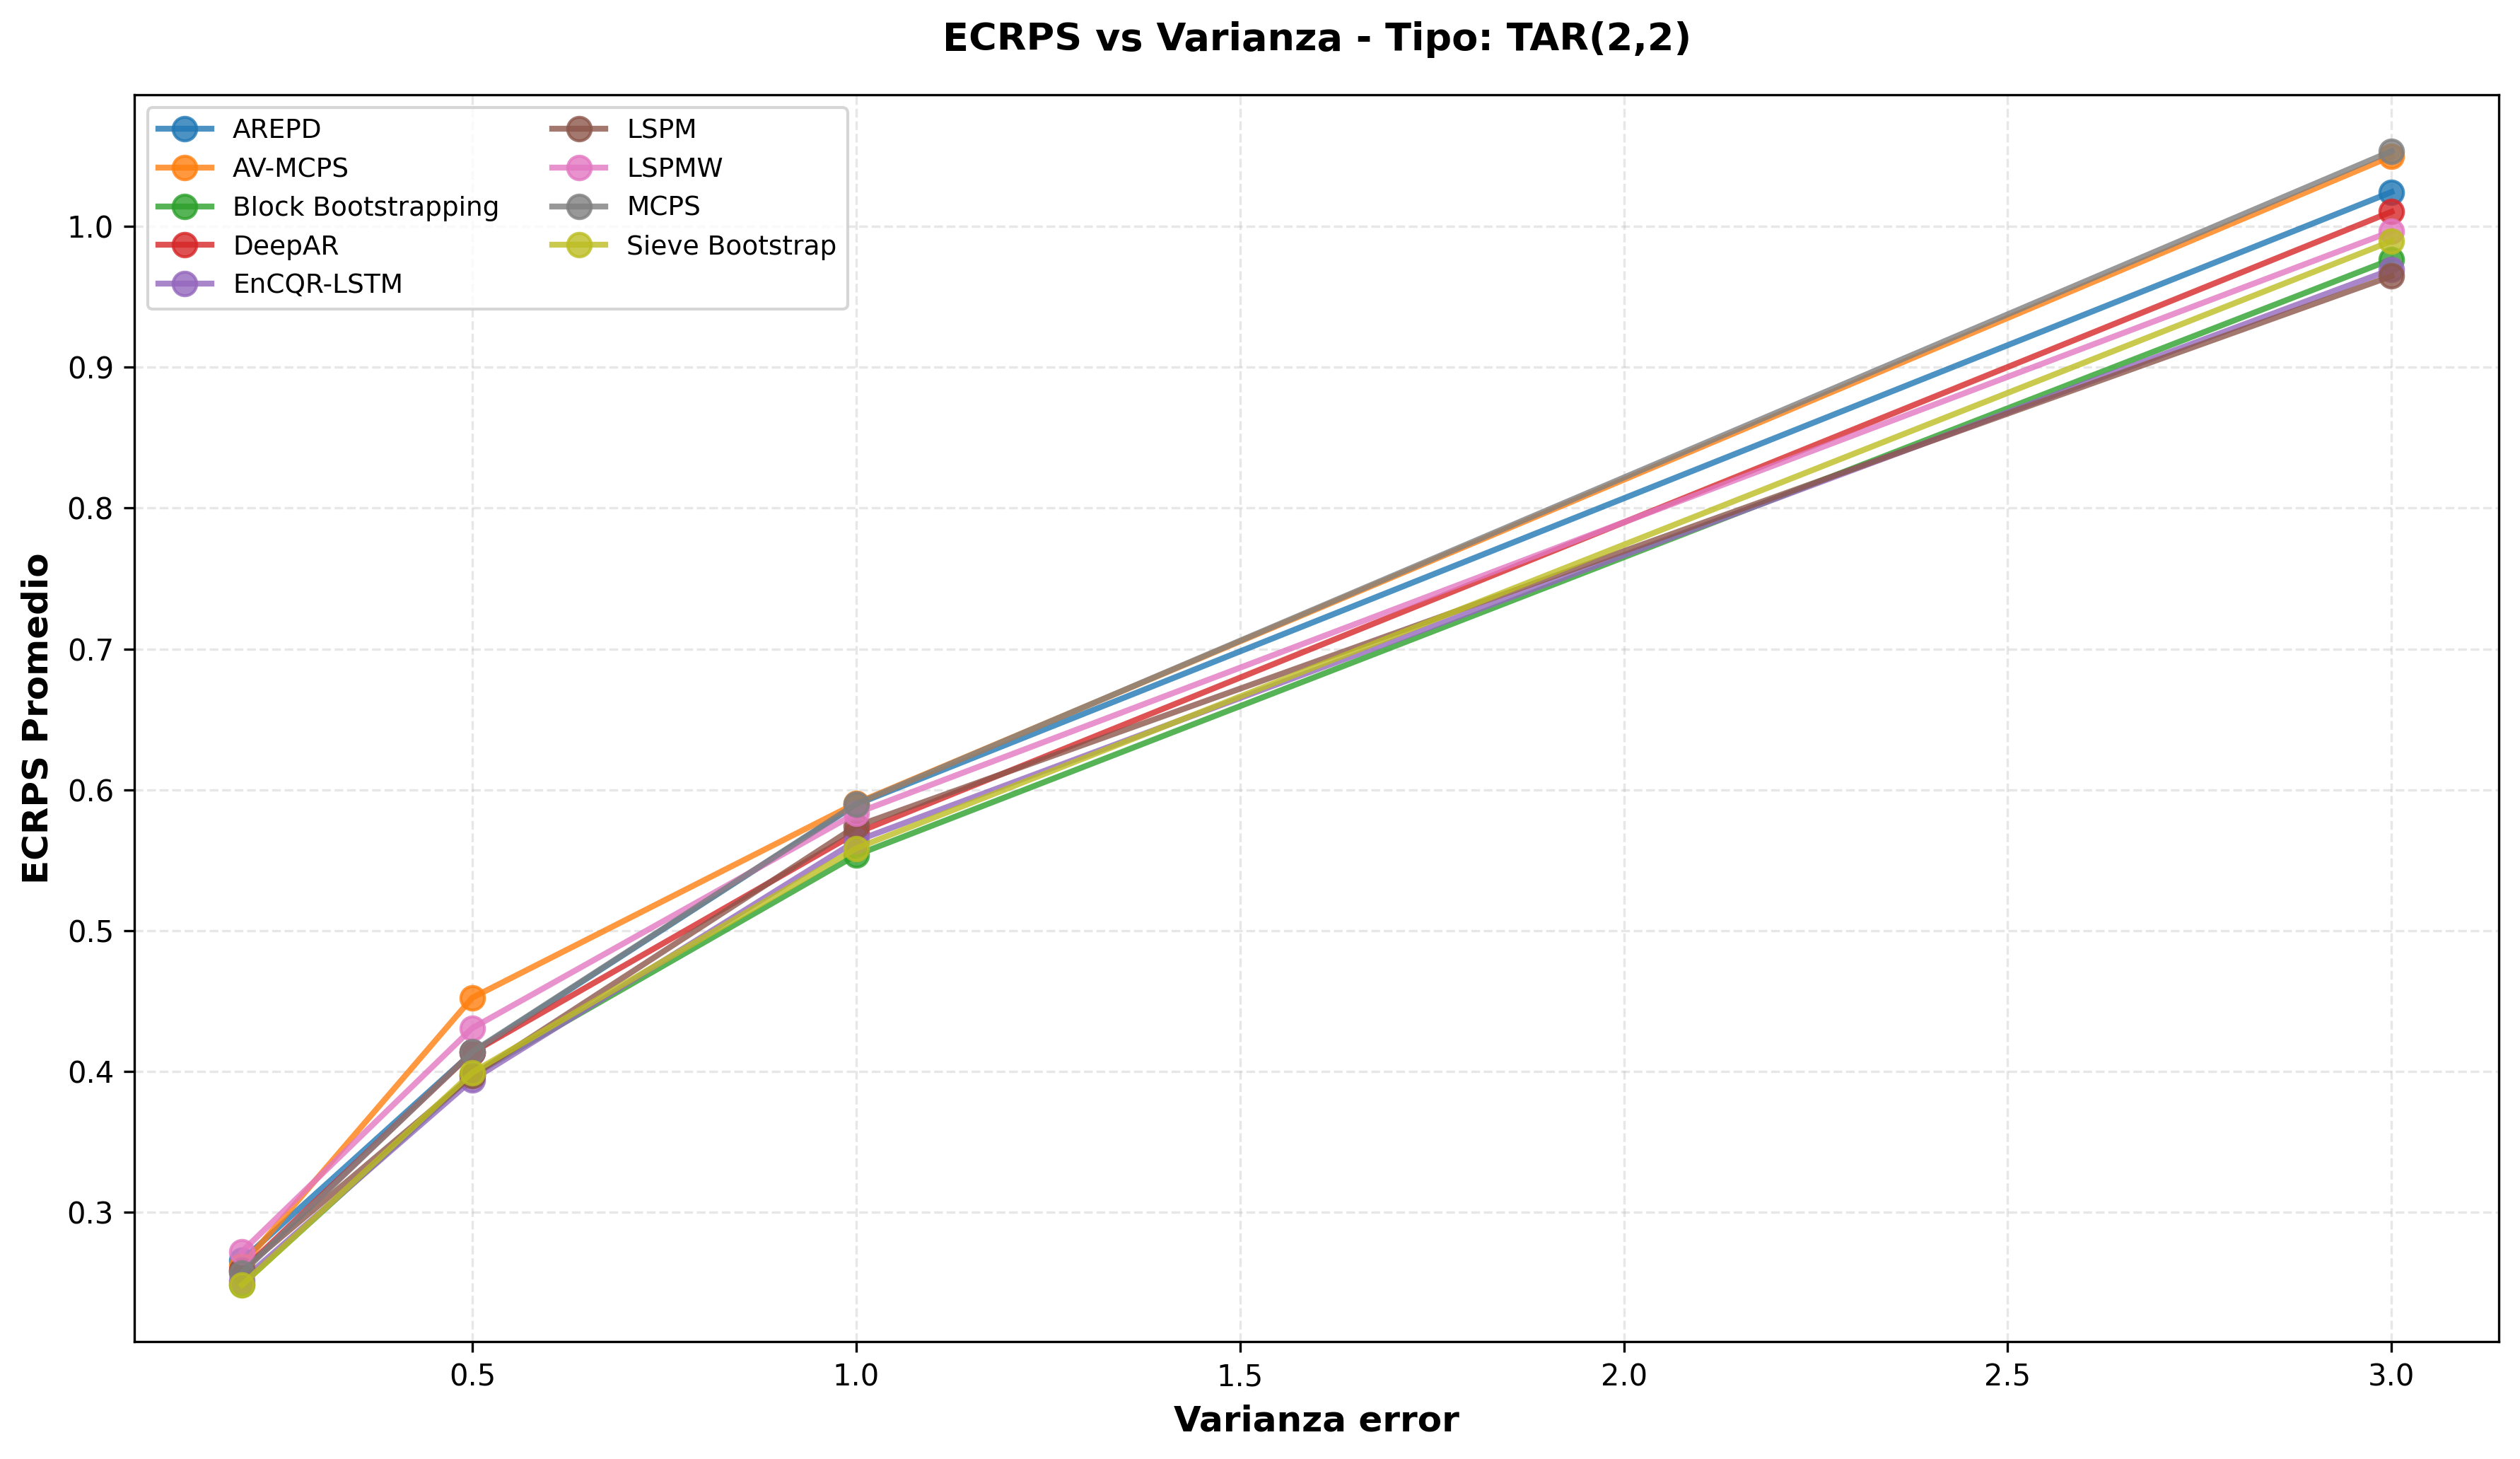 ECRPS vs Varianza - Tipo: TAR(2,2)
AREPD
AV-MCPS
Block Bootstrapping
DeepAR
EnCQR-LSTM
LSPM
LSPMW
MCPS
Sieve Bootstrap
ECRPS Promedio
1.0
0.9
0.8
0.7
0.6
0.5
0.4
0.3
0.5
1.0
1.5
2.0
2.5
3.0
Varianza error